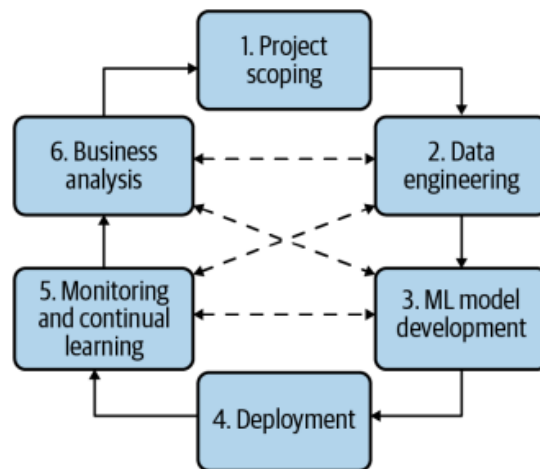 1. Project
scoping
2. Data
engineering
3. ML model
development
4. Deployment
5. Monitoring
and continual
learning
6. Business
analysis